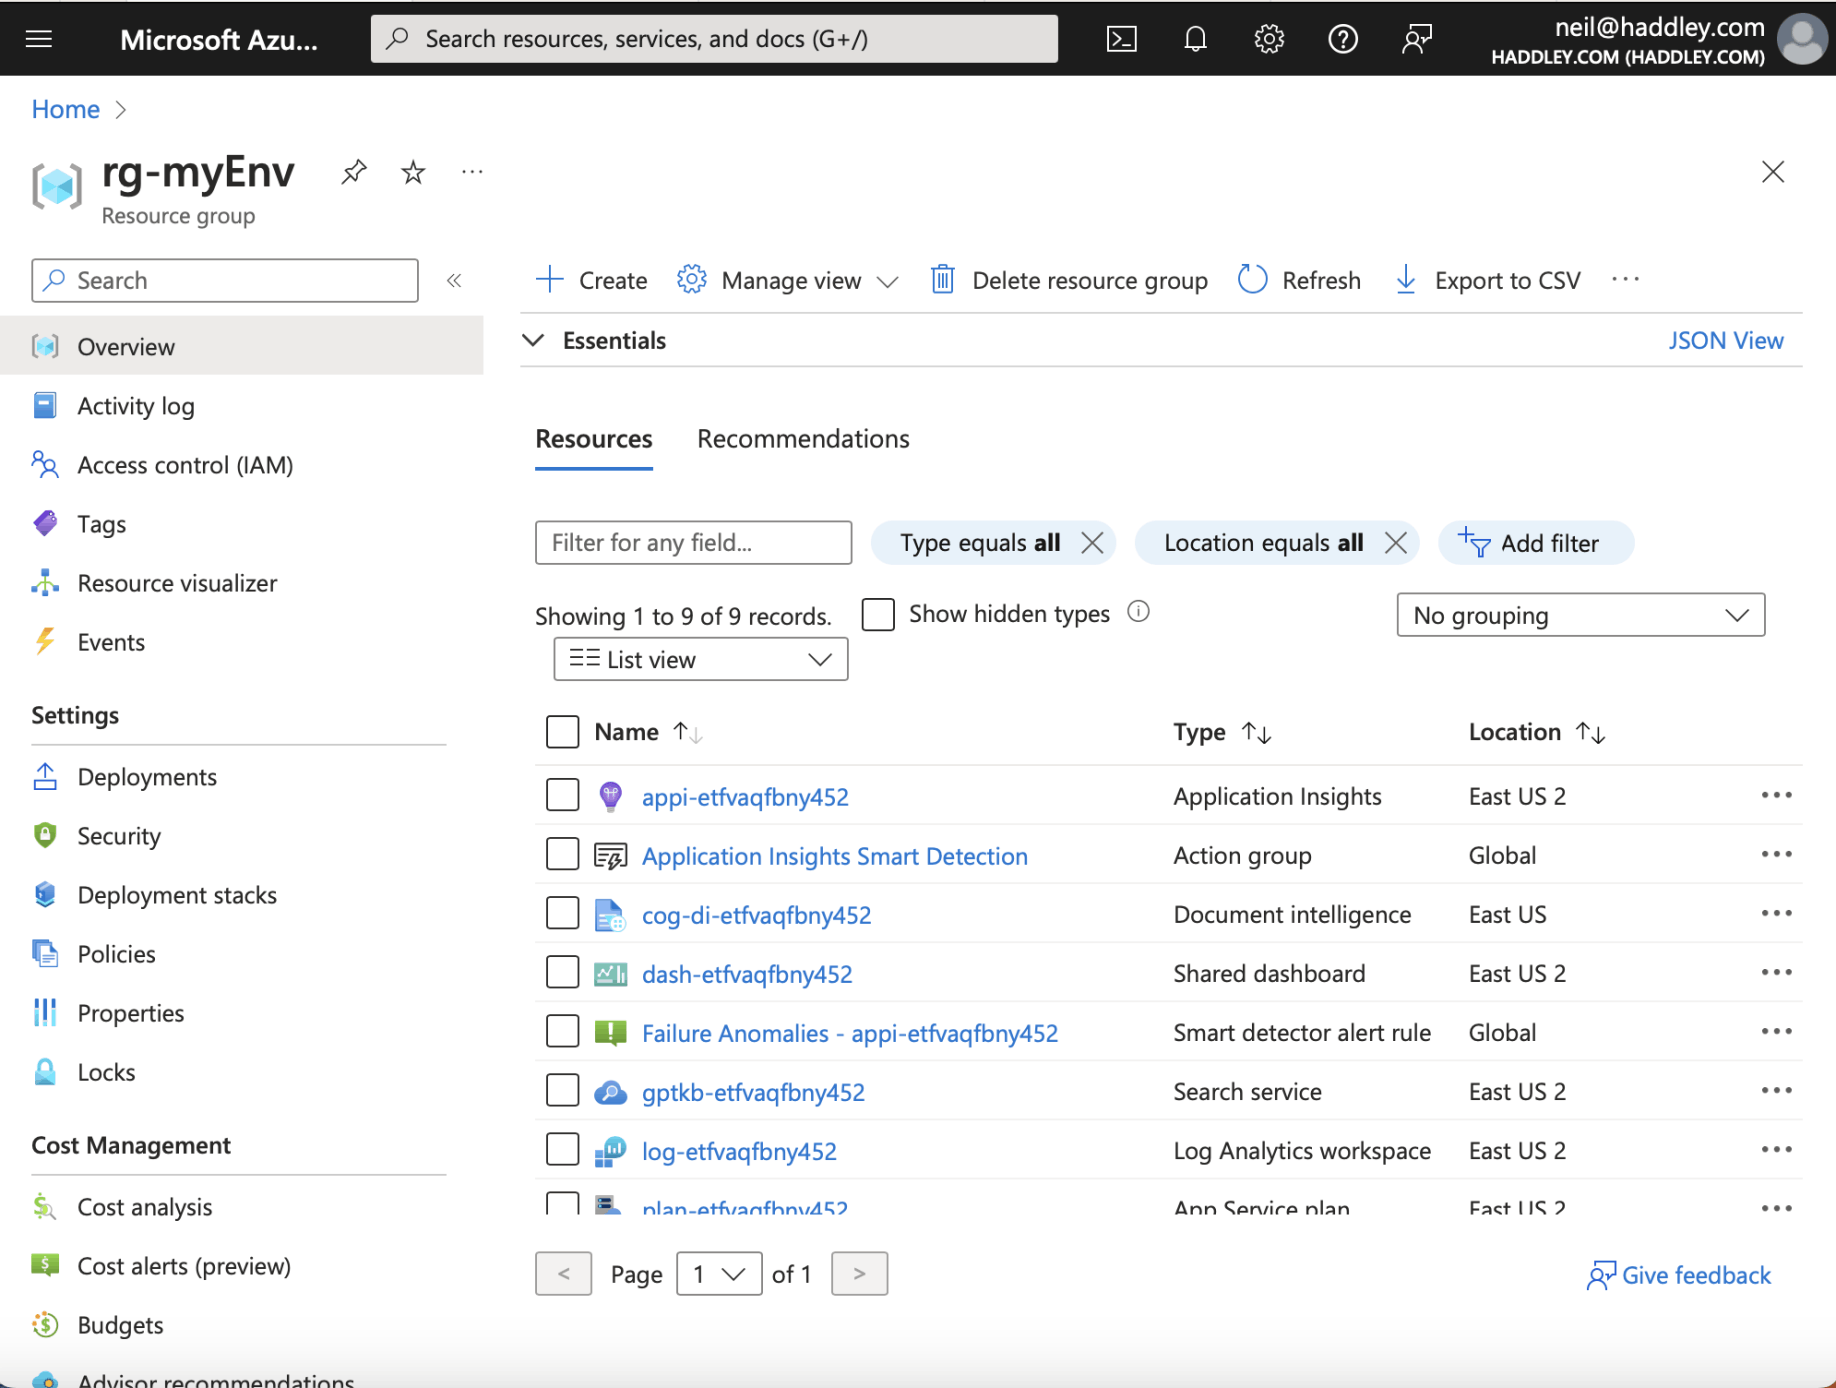 Microsoft Azu...
Search resources, services, and docs (G+/)
neil@haddley.com
HADDLEY.COM (HADDLEY.COM)
Home
rg-myEnv
Resource group
Search
Overview
Activity log
Access control (IAM)
Tags
Resource visualizer
Events
Settings
Deployments
Security
Deployment stacks
Policies
Properties
Locks
Cost Management
Cost analysis
Cost alerts (preview)
Budgets
Advisor recommendations
Create Manage view Delete resource group Refresh Export to CSV
Essentials JSON View
Resources Recommendations
Filter for any field... Type equals all Location equals all Add filter
Showing 1 to 9 of 9 records. Show hidden types No grouping
List view
Name Type Location
appi-etfvaqfbny452 Application Insights East US 2
Application Insights Smart Detection Action group Global
cog-di-etfvaqfbny452 Document intelligence East US
dash-etfvaqfbny452 Shared dashboard East US 2
Failure Anomalies - appi-etfvaqfbny452 Smart detector alert rule Global
gptkb-etfvaqfbny452 Search service East US 2
log-etfvaqfbny452 Log Analytics workspace East US 2
plan-etfvaqfbny452 App Service plan East US 2
< Page 1 of 1 >
Give feedback